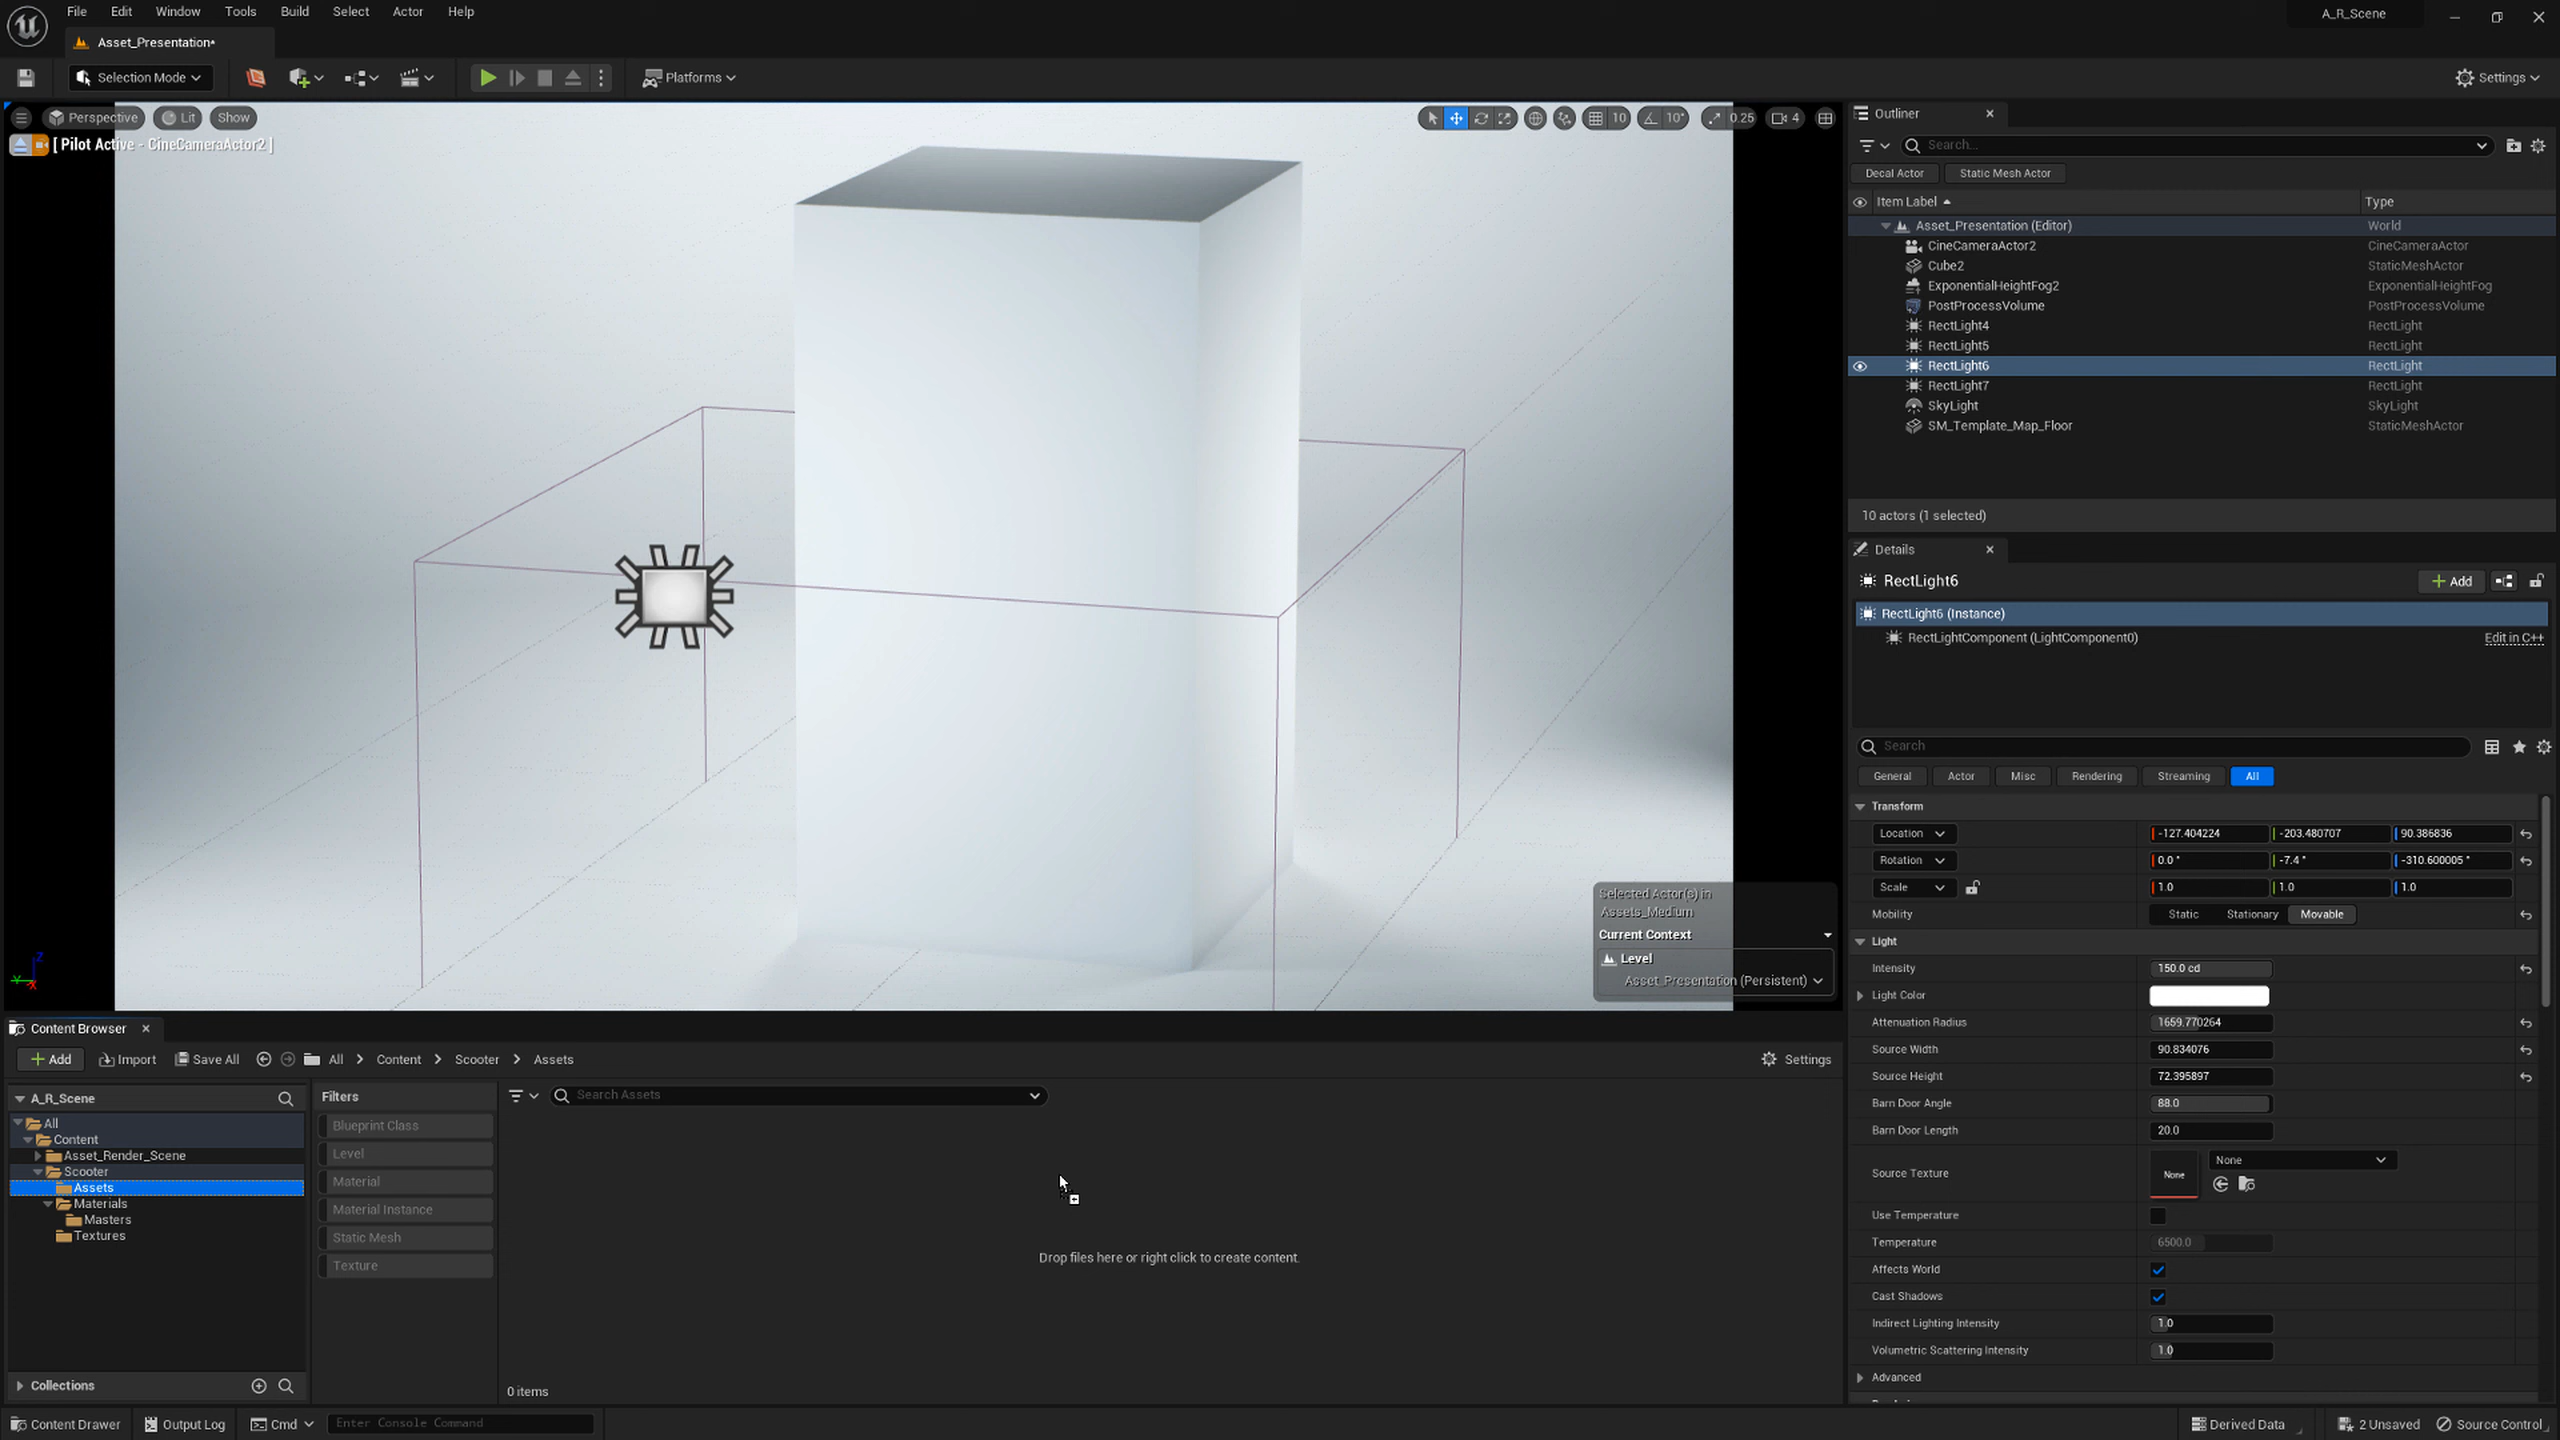 File Edit Window Tools Build Select Actor Help
A_R_Scene
Asset_Presentation•
Selection Mode
Platforms
Settings
Perspective Lit Show
10 10° 0.25 4
[ Pilot Active - CineCameraActor2 ]
Selected Actor(s) in
Assets_Medium
Current Context
Level
Asset_Presentation (Persistent)
Outliner
Search...
Decal Actor Static Mesh Actor
Item Label Type
Asset_Presentation (Editor) World
CineCameraActor2 CineCameraActor
Cube2 StaticMeshActor
ExponentialHeightFog2 ExponentialHeightFog
PostProcessVolume PostProcessVolume
RectLight4 RectLight
RectLight5 RectLight
RectLight6 RectLight
RectLight7 RectLight
SkyLight SkyLight
SM_Template_Map_Floor StaticMeshActor
10 actors (1 selected)
Details
RectLight6
Add
RectLight6 (Instance)
RectLightComponent (LightComponent0) Edit in C++
Search
General Actor Misc Rendering Streaming All
Transform
Location -127.404224 -203.480707 90.386836
Rotation 0.0 ° -7.4 ° -310.600005 °
Scale 1.0 1.0 1.0
Mobility Static Stationary Movable
Light
Intensity 150.0 cd
Light Color
Attenuation Radius 1659.770264
Source Width 90.834076
Source Height 72.395897
Barn Door Angle 88.0
Barn Door Length 20.0
Source Texture None None
Use Temperature
Temperature 6500.0
Affects World
Cast Shadows
Indirect Lighting Intensity 1.0
Volumetric Scattering Intensity 1.0
Advanced
Content Browser
Add Import Save All All > Content > Scooter > Assets
Settings
A_R_Scene
All
Content
Asset_Render_Scene
Scooter
Assets
Materials
Masters
Textures
Collections
Filters
Blueprint Class
Level
Material
Material Instance
Static Mesh
Texture
Search Assets
Drop files here or right click to create content.
0 items
Content Drawer Output Log Cmd Enter Console Command
Derived Data 2 Unsaved Source Control